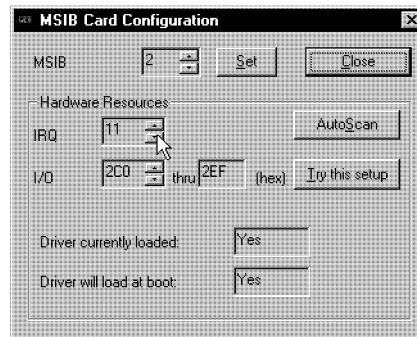 MSIB Card Configuration
MSIB 2 Set Close
Hardware Resources
IRQ 11 AutoScan
I/O 2C0 thru 2EF (hex) Try this setup
Driver currently loaded: Yes
Driver will load at boot: Yes